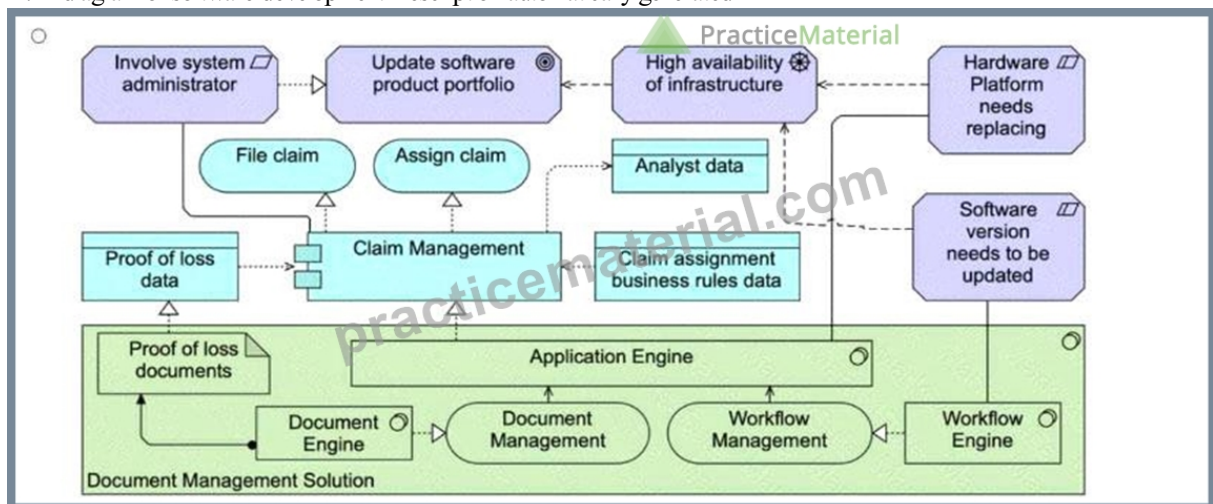 PracticeMaterial
Involve system
administrator
Update software
product portfolio
High availability
of infrastructure
Hardware
Platform
needs
replacing
File claim
Assign claim
Analyst data
Software
version
needs to be
updated
Proof of loss
data
Claim Management
Claim assignment
business rules data
practicematerial.com
Proof of loss
documents
Application Engine
Document
Engine
Document
Management
Workflow
Management
Workflow
Engine
Document Management Solution